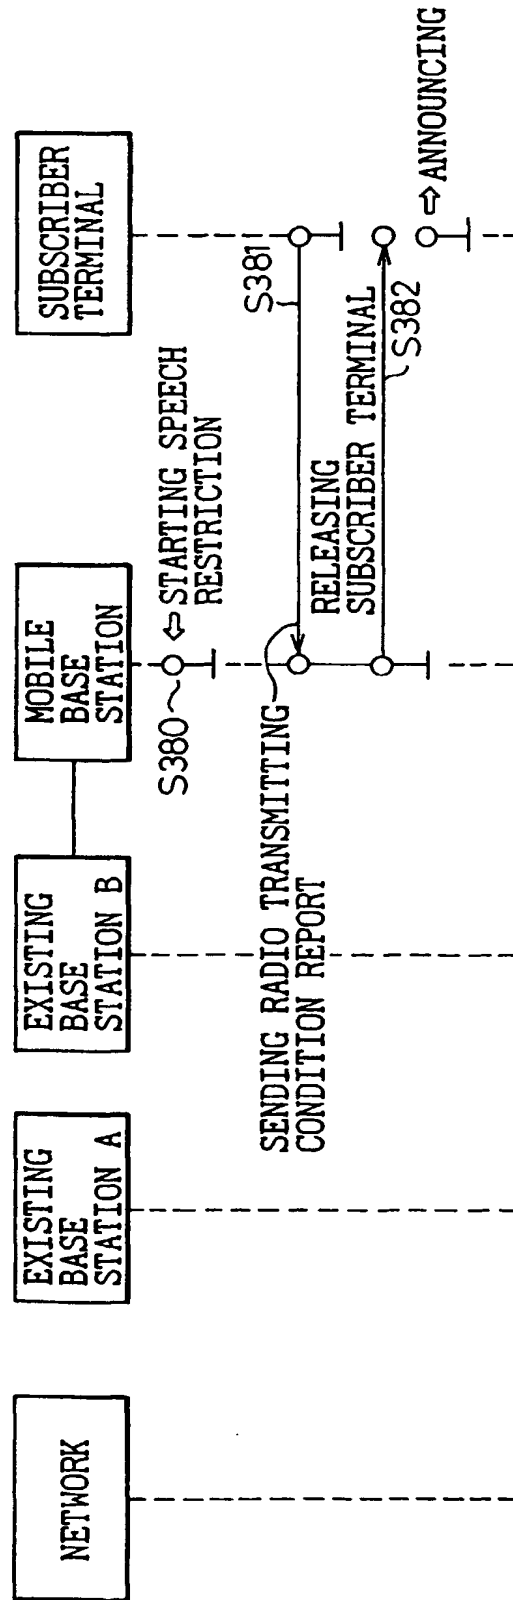 NETWORK
EXISTING
BASE
STATION A
EXISTING
BASE
STATION B
MOBILE
BASE
STATION
SUBSCRIBER
TERMINAL
S380
⇦STARTING SPEECH
RESTRICTION
S381
SENDING RADIO TRANSMITTING
CONDITION REPORT
RELEASING
SUBSCRIBER TERMINAL
S382
⇨ANNOUNCING